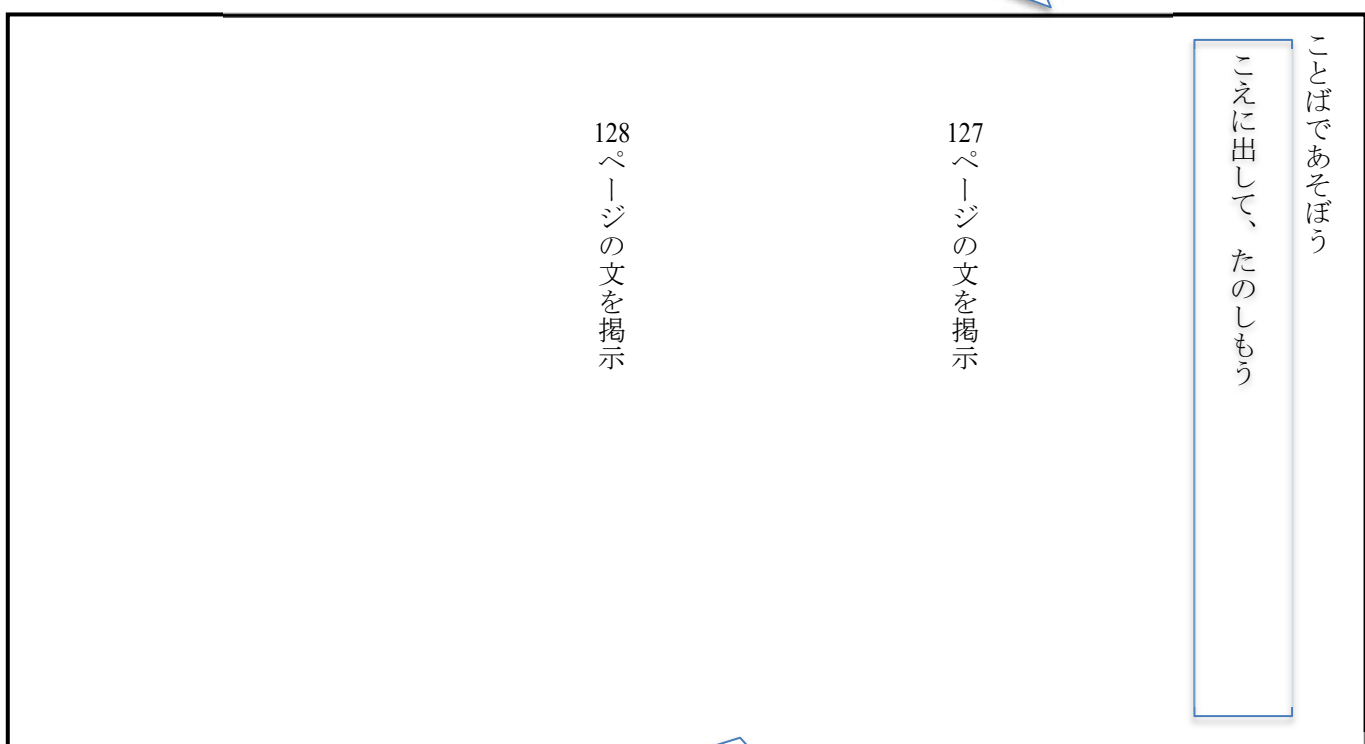 ことばであそぼう
こえに出して、たのしもう
127ページの文を掲示
128ページの文を掲示